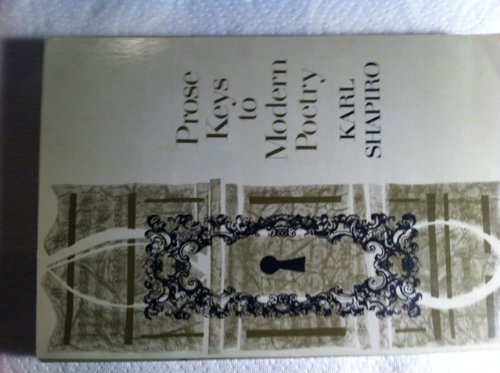 Prose
Keys
to
Modern
Poetry
KARL
SHAPIRO